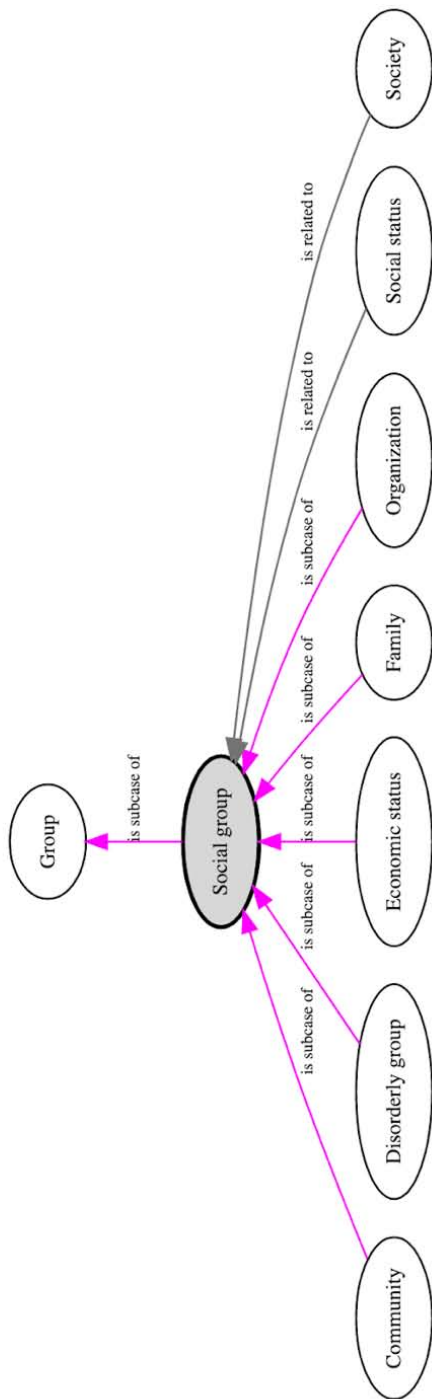 Group
is subcase of
Social group
is subcase of
is subcase of
is subcase of
is subcase of
is subcase of
is related to
is related to
Community
Disorderly group
Economic status
Family
Organization
Social status
Society